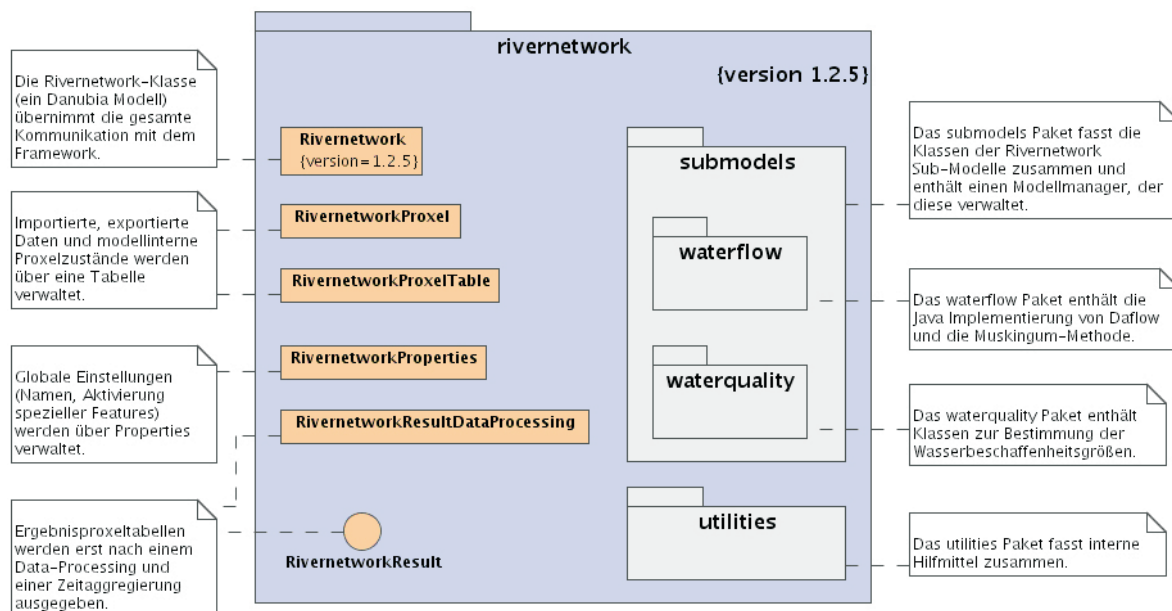 rivernetwork
{version 1.2.5}
Die Rivernetwork-Klasse
(ein Danubia Modell)
übernimmt die gesamte
Kommunikation mit dem
Framework.
Importierte, exportierte
Daten und modellinterne
Proxelzustände werden
über eine Tabelle
verwaltet.
Globale Einstellungen
(Namen, Aktivierung
spezieller Features)
werden über Properties
verwaltet.
Ergebnisproxeltabellen
werden erst nach einem
Data-Processing und
einer Zeitaggregierung
ausgegeben.
Rivernetwork
{version=1.2.5}
RivernetworkProxel
RivernetworkProxelTable
RivernetworkProperties
RivernetworkResultDataProcessing
RivernetworkResult
submodels
waterflow
waterquality
utilities
Das submodels Paket fasst die
Klassen der Rivernetwork
Sub-Modelle zusammen und
enthält einen Modellmanager, der
diese verwaltet.
Das waterflow Paket enthält die
Java Implementierung von Daflow
und die Muskingum-Methode.
Das waterquality Paket enthält
Klassen zur Bestimmung der
Wasserbeschaffenheitsgrößen.
Das utilities Paket fasst interne
Hilfmittel zusammen.